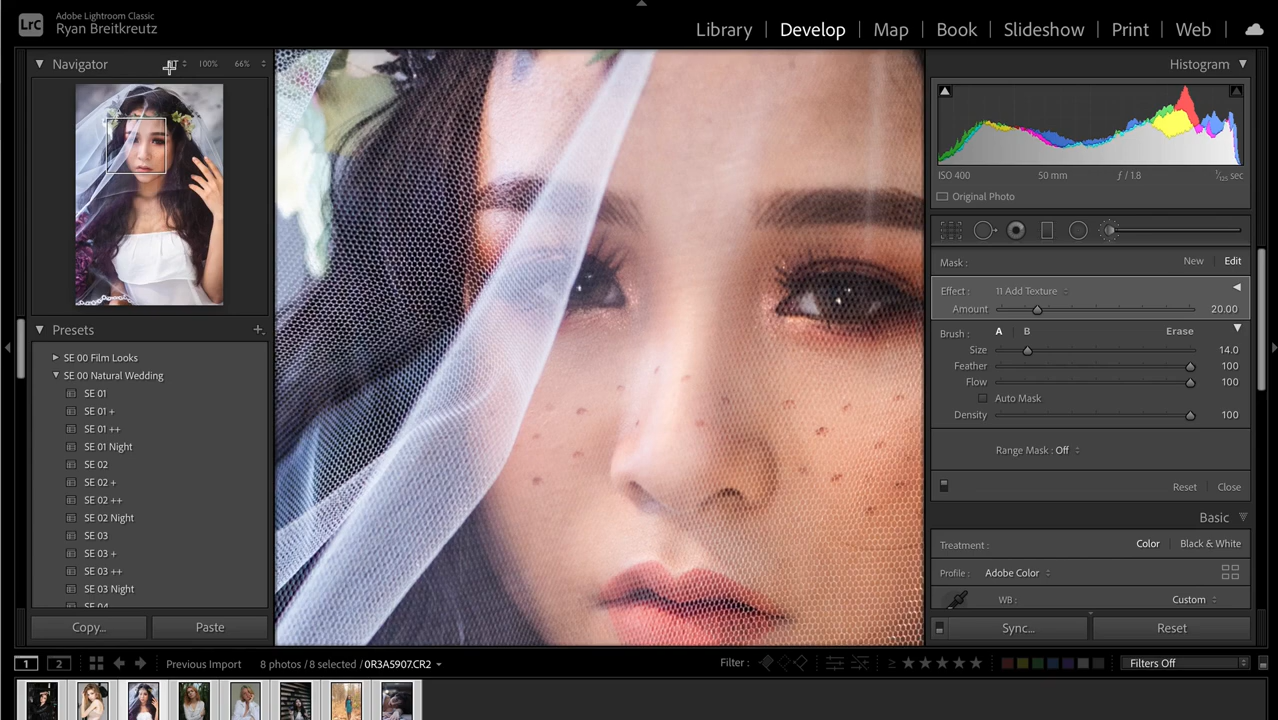 LrC
Adobe Lightroom Classic
Ryan Breitkreutz
Library | Develop | Map | Book | Slideshow | Print | Web
Navigator
100%
66%
Presets
SE 00 Film Looks
SE 00 Natural Wedding
SE 01
SE 01 +
SE 01 ++
SE 01 Night
SE 02
SE 02 +
SE 02 ++
SE 02 Night
SE 03
SE 03 +
SE 03 ++
SE 03 Night
SE 04
Copy...
Paste
Histogram
ISO 400 50 mm ƒ / 1.8 1/125 sec
Original Photo
Mask : New Edit
Effect : 11 Add Texture
Amount 20.00
Brush : A B Erase
Size 14.0
Feather 100
Flow 100
Auto Mask
Density 100
Range Mask : Off
Reset Close
Basic
Treatment : Color Black & White
Profile : Adobe Color
WB : Custom
Sync... Reset
1 2 Previous Import 8 photos / 8 selected / 0R3A5907.CR2 Filter : Filters Off